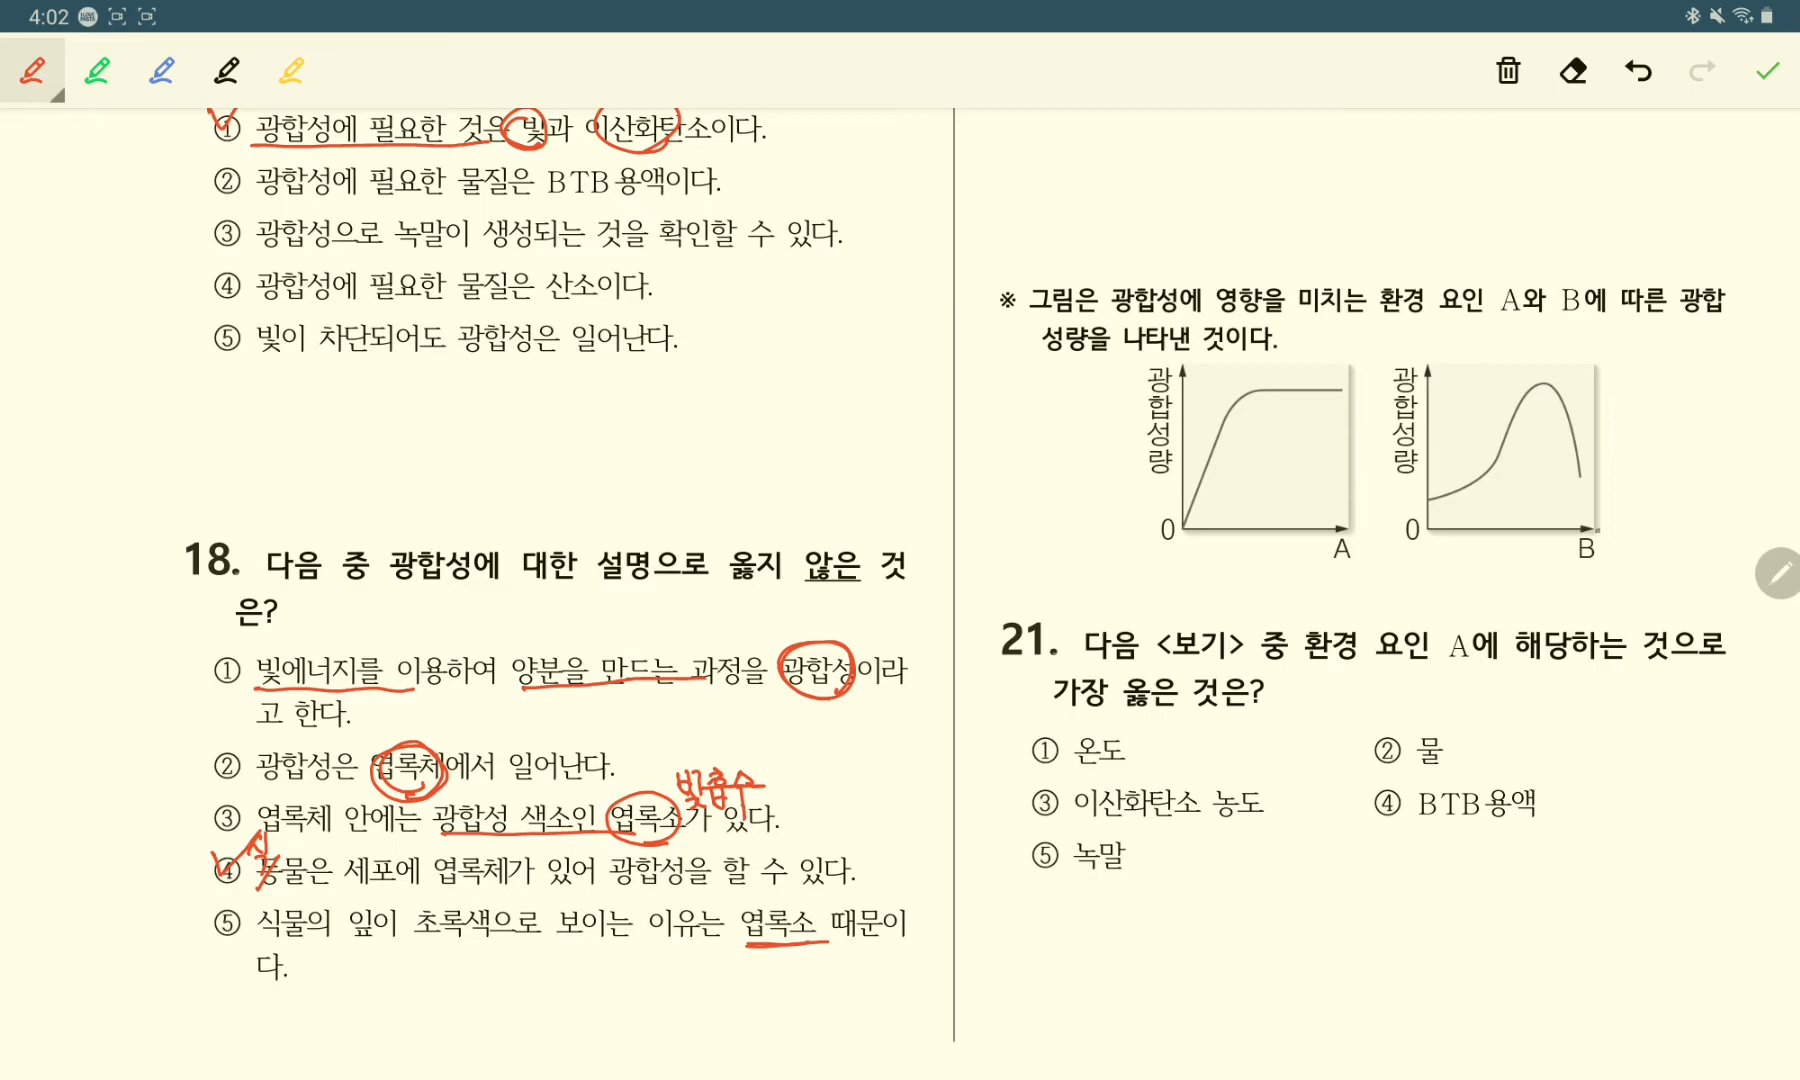 4:02
① 광합성에 필요한 것은 빛과 이산화탄소이다.
② 광합성에 필요한 물질은 BTB용액이다.
③ 광합성으로 녹말이 생성되는 것을 확인할 수 있다.
④ 광합성에 필요한 물질은 산소이다.
⑤ 빛이 차단되어도 광합성은 일어난다.
18. 다음 중 광합성에 대한 설명으로 옳지 않은 것
은?
① 빛에너지를 이용하여 양분을 만드는 과정을 광합성이라
고 한다.
② 광합성은 엽록체에서 일어난다.
빛흡수
③ 엽록체 안에는 광합성 색소인 엽록소가 있다.
식
④ 동물은 세포에 엽록체가 있어 광합성을 할 수 있다.
⑤ 식물의 잎이 초록색으로 보이는 이유는 엽록소 때문이
다.
※ 그림은 광합성에 영향을 미치는 환경 요인 A와 B에 따른 광합
성량을 나타낸 것이다.
광합성량
0
A
광합성량
0
B
21. 다음 <보기> 중 환경 요인 A에 해당하는 것으로
가장 옳은 것은?
① 온도 ② 물
③ 이산화탄소 농도 ④ BTB용액
⑤ 녹말